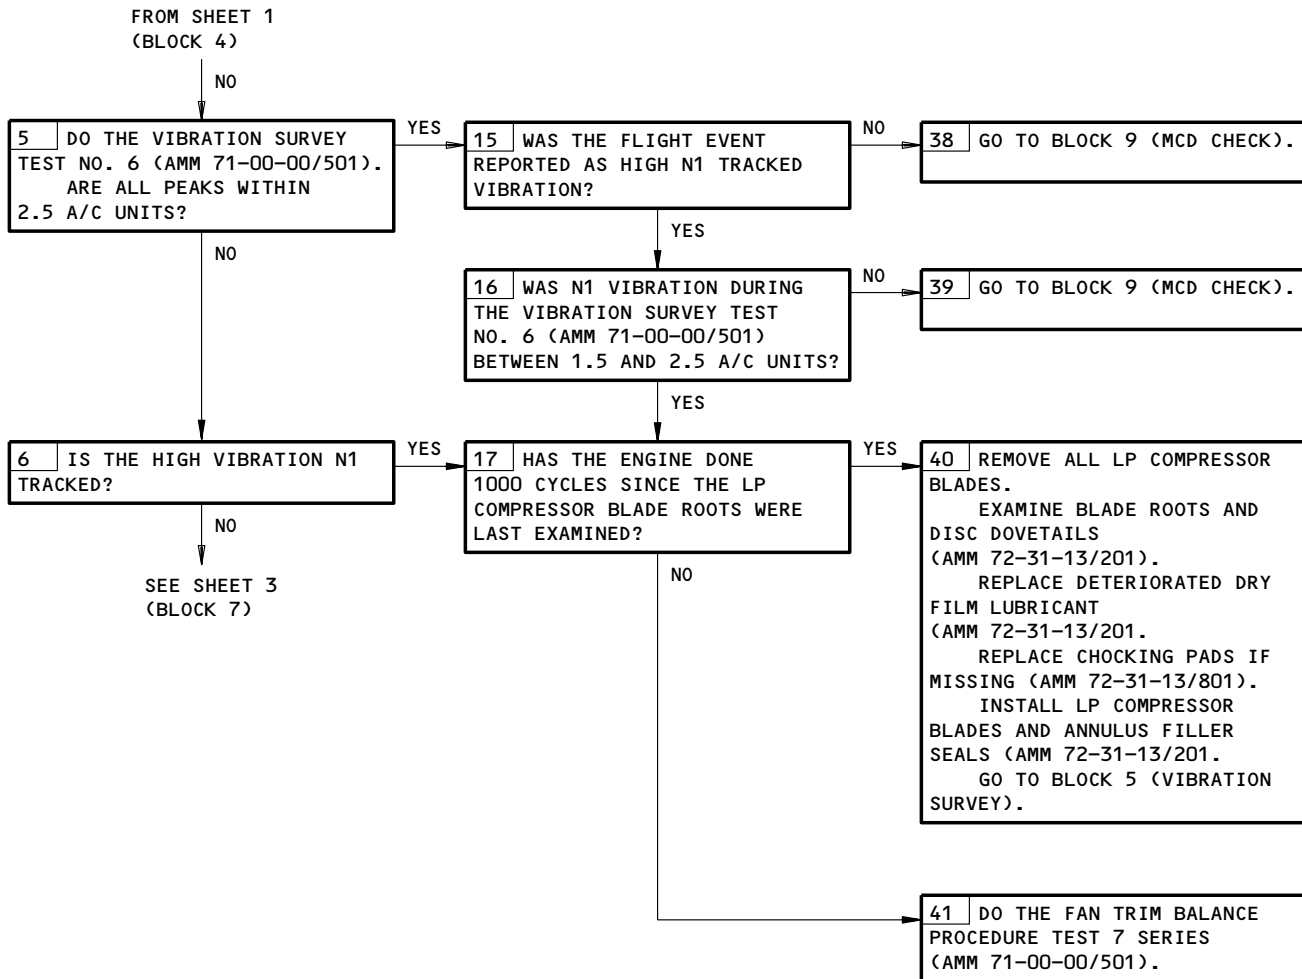 FROM SHEET 1
(BLOCK 4)
NO
5 DO THE VIBRATION SURVEY
TEST NO. 6 (AMM 71-00-00/501).
ARE ALL PEAKS WITHIN
2.5 A/C UNITS?
YES
NO
15 WAS THE FLIGHT EVENT
REPORTED AS HIGH N1 TRACKED
VIBRATION?
NO
YES
38 GO TO BLOCK 9 (MCD CHECK).
16 WAS N1 VIBRATION DURING
THE VIBRATION SURVEY TEST
NO. 6 (AMM 71-00-00/501)
BETWEEN 1.5 AND 2.5 A/C UNITS?
NO
YES
39 GO TO BLOCK 9 (MCD CHECK).
6 IS THE HIGH VIBRATION N1
TRACKED?
YES
NO
SEE SHEET 3
(BLOCK 7)
17 HAS THE ENGINE DONE
1000 CYCLES SINCE THE LP
COMPRESSOR BLADE ROOTS WERE
LAST EXAMINED?
YES
NO
40 REMOVE ALL LP COMPRESSOR
BLADES.
EXAMINE BLADE ROOTS AND
DISC DOVETAILS
(AMM 72-31-13/201).
REPLACE DETERIORATED DRY
FILM LUBRICANT
(AMM 72-31-13/201.
REPLACE CHOCKING PADS IF
MISSING (AMM 72-31-13/801).
INSTALL LP COMPRESSOR
BLADES AND ANNULUS FILLER
SEALS (AMM 72-31-13/201.
GO TO BLOCK 5 (VIBRATION
SURVEY).
41 DO THE FAN TRIM BALANCE
PROCEDURE TEST 7 SERIES
(AMM 71-00-00/501).